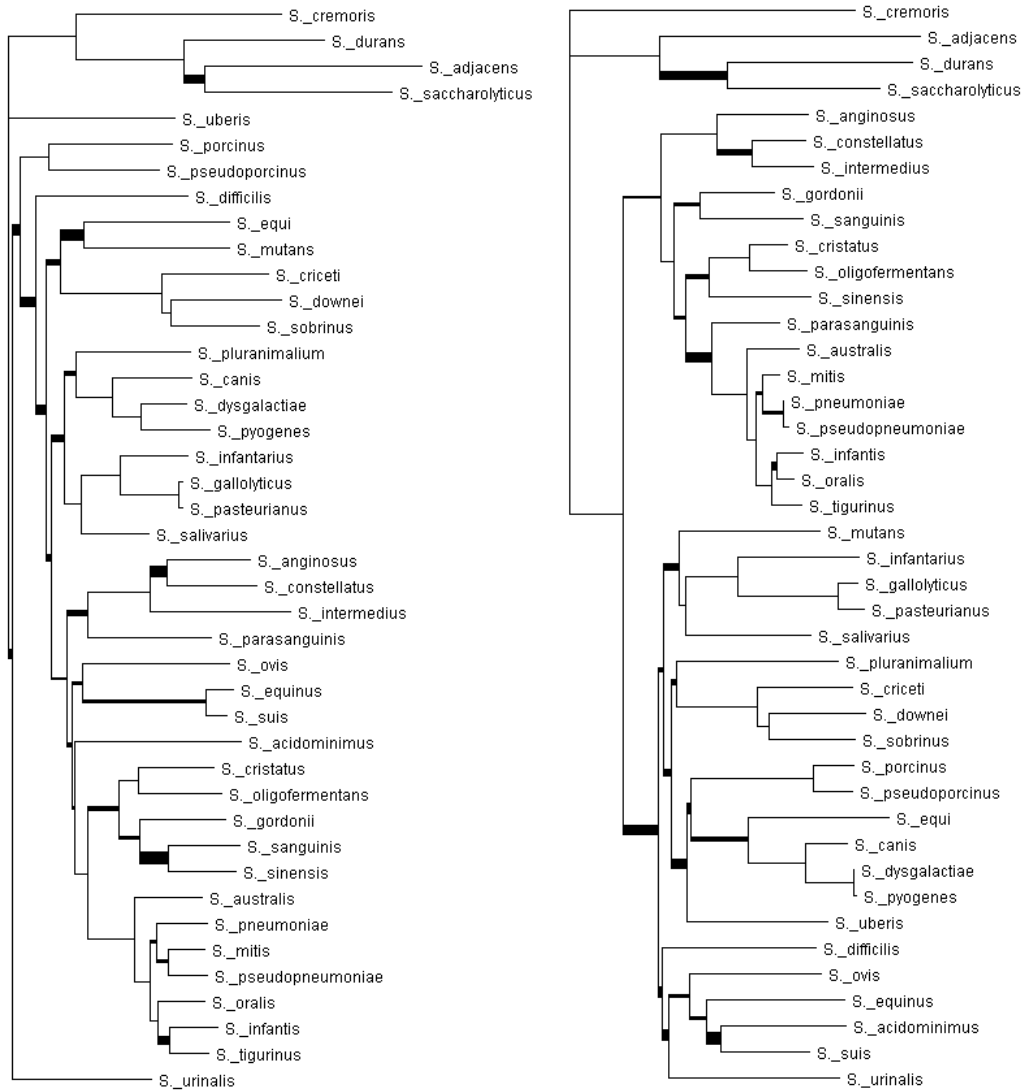 S._cremoris
S._durans
S._adjacens
S._saccharolyticus
S._uberis
S._porcinus
S._pseudoporcinus
S._difficilis
S._equi
S._mutans
S._criceti
S._downei
S._sobrinus
S._pluranimalium
S._canis
S._dysgalactiae
S._pyogenes
S._infantarius
S._gallolyticus
S._pasteurianus
S._salivarius
S._anginosus
S._constellatus
S._intermedius
S._parasanguinis
S._ovis
S._equinus
S._suis
S._acidominimus
S._cristatus
S._oligofermentans
S._gordonii
S._sanguinis
S._sinensis
S._australis
S._pneumoniae
S._mitis
S._pseudopneumoniae
S._oralis
S._infantis
S._tigurinus
S._urinalis
S._cremoris
S._adjacens
S._durans
S._saccharolyticus
S._anginosus
S._constellatus
S._intermedius
S._gordonii
S._sanguinis
S._cristatus
S._oligofermentans
S._sinensis
S._parasanguinis
S._australis
S._mitis
S._pneumoniae
S._pseudopneumoniae
S._infantis
S._oralis
S._tigurinus
S._mutans
S._infantarius
S._gallolyticus
S._pasteurianus
S._salivarius
S._pluranimalium
S._criceti
S._downei
S._sobrinus
S._porcinus
S._pseudoporcinus
S._equi
S._canis
S._dysgalactiae
S._pyogenes
S._uberis
S._difficilis
S._ovis
S._equinus
S._acidominimus
S._suis
S._urinalis